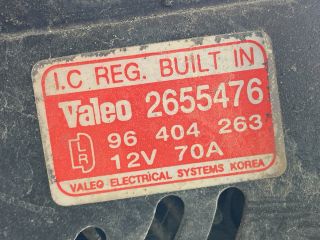 I.C REG. BUILT IN
Valeo 2655476
LR 96 404 263
12V 70A
VALEO ELECTRICAL SYSTEMS KOREA